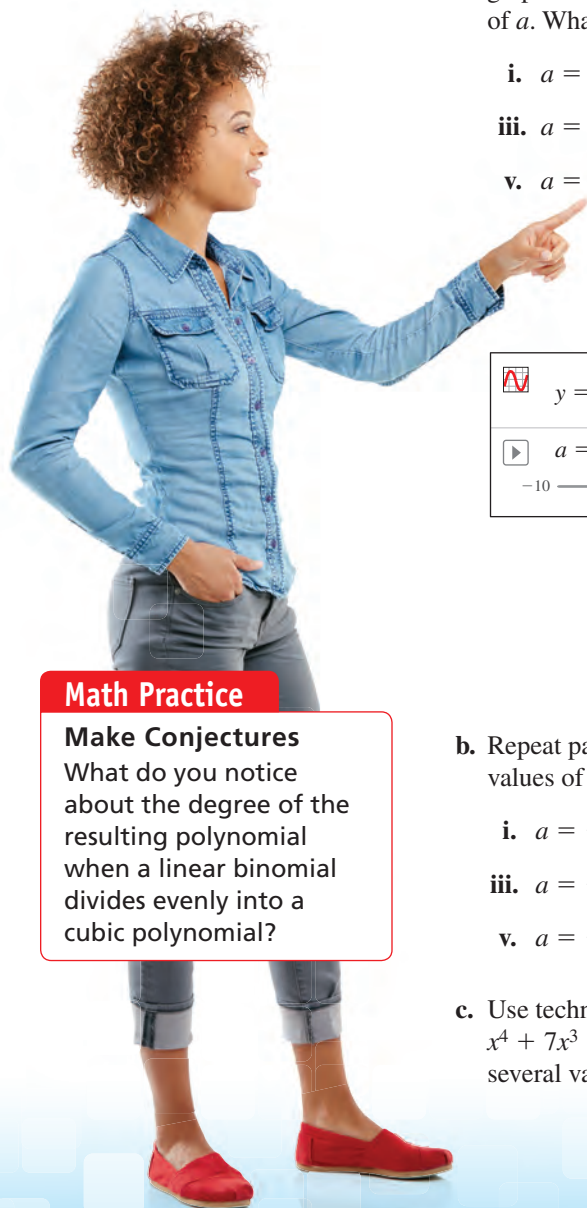 of a. Wha
i. a =
iii. a =
v. a =
y =
a =
−10
Math Practice
Make Conjectures
What do you notice
about the degree of the
resulting polynomial
when a linear binomial
divides evenly into a
cubic polynomial?
b. Repeat pa
values of
i. a =
iii. a =
v. a =
c. Use techn
x⁴ + 7x³
several va